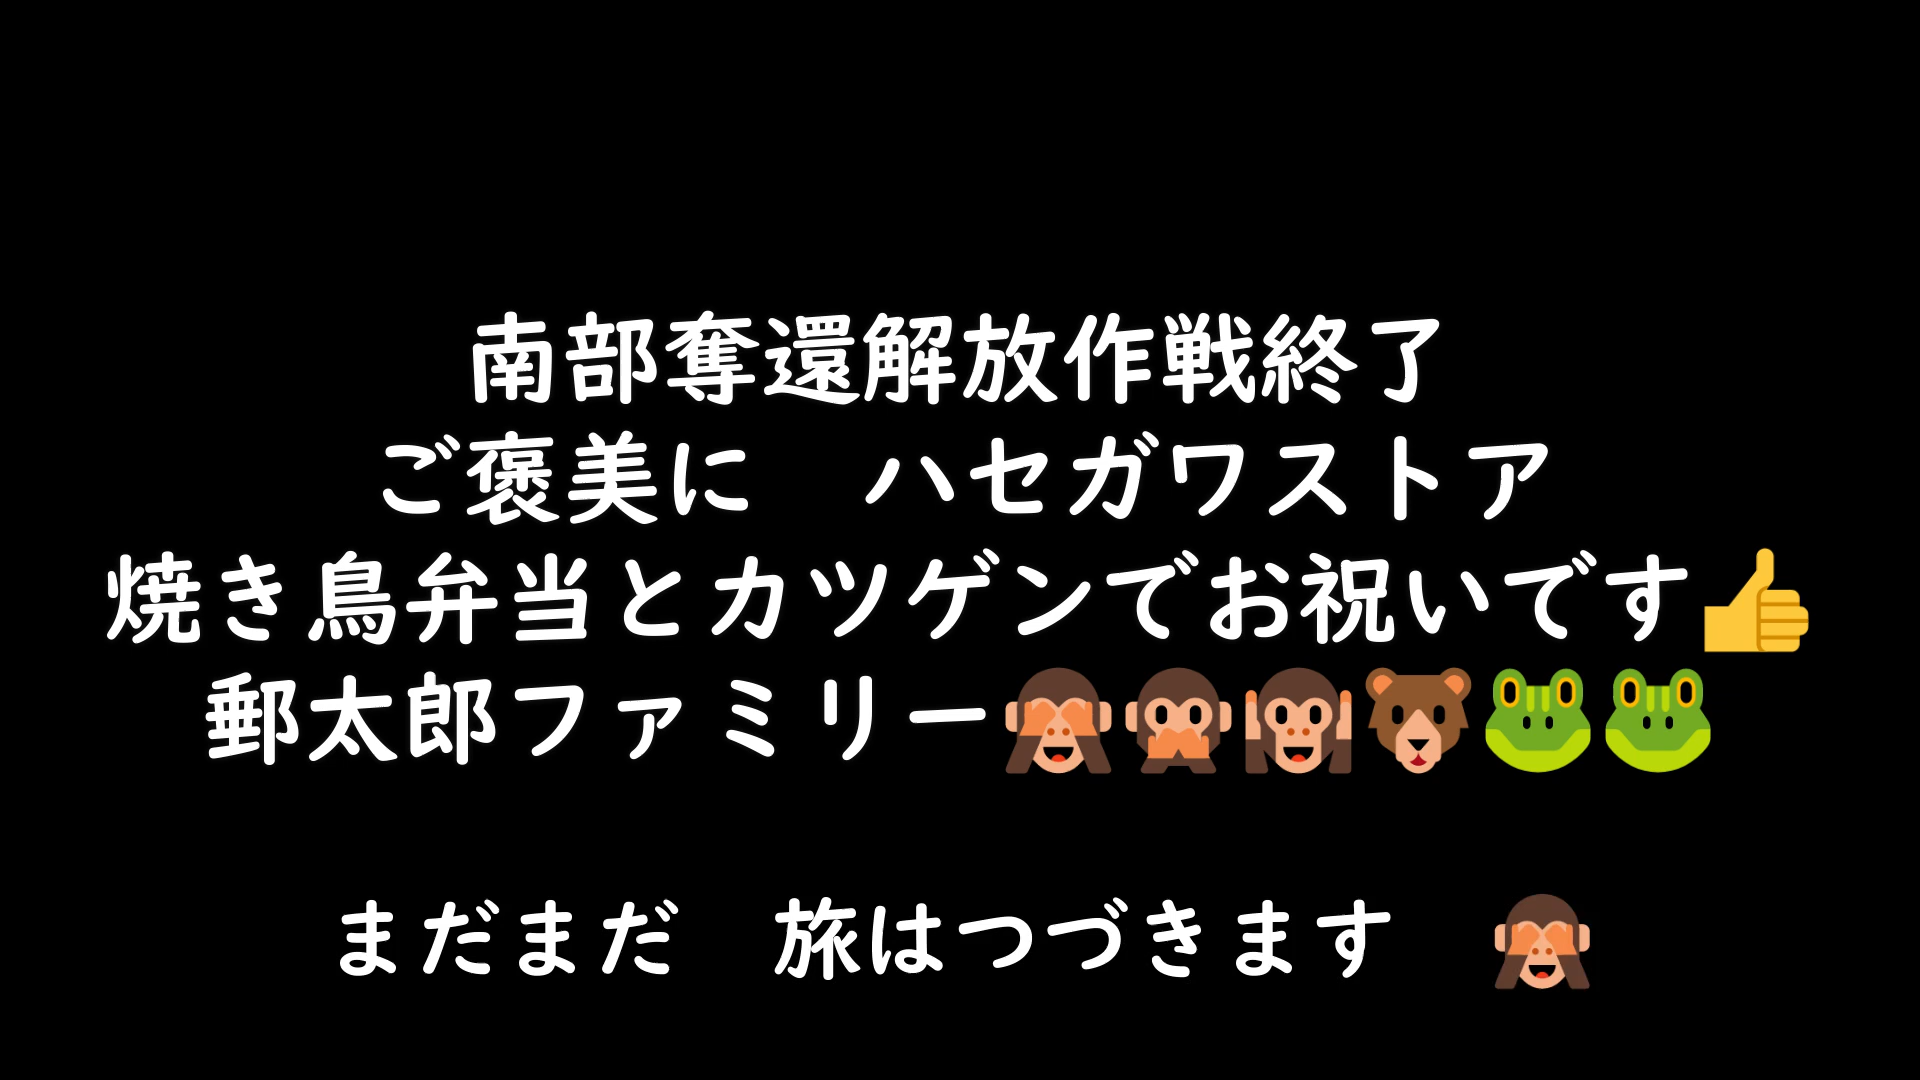 南部奪還解放作戦終了
ご褒美に　ハセガワストア
焼き鳥弁当とカツゲンでお祝いです👍
郵太郎ファミリー🙈🙊🙉🐻🐸🐸
まだまだ　旅はつづきます　🙈